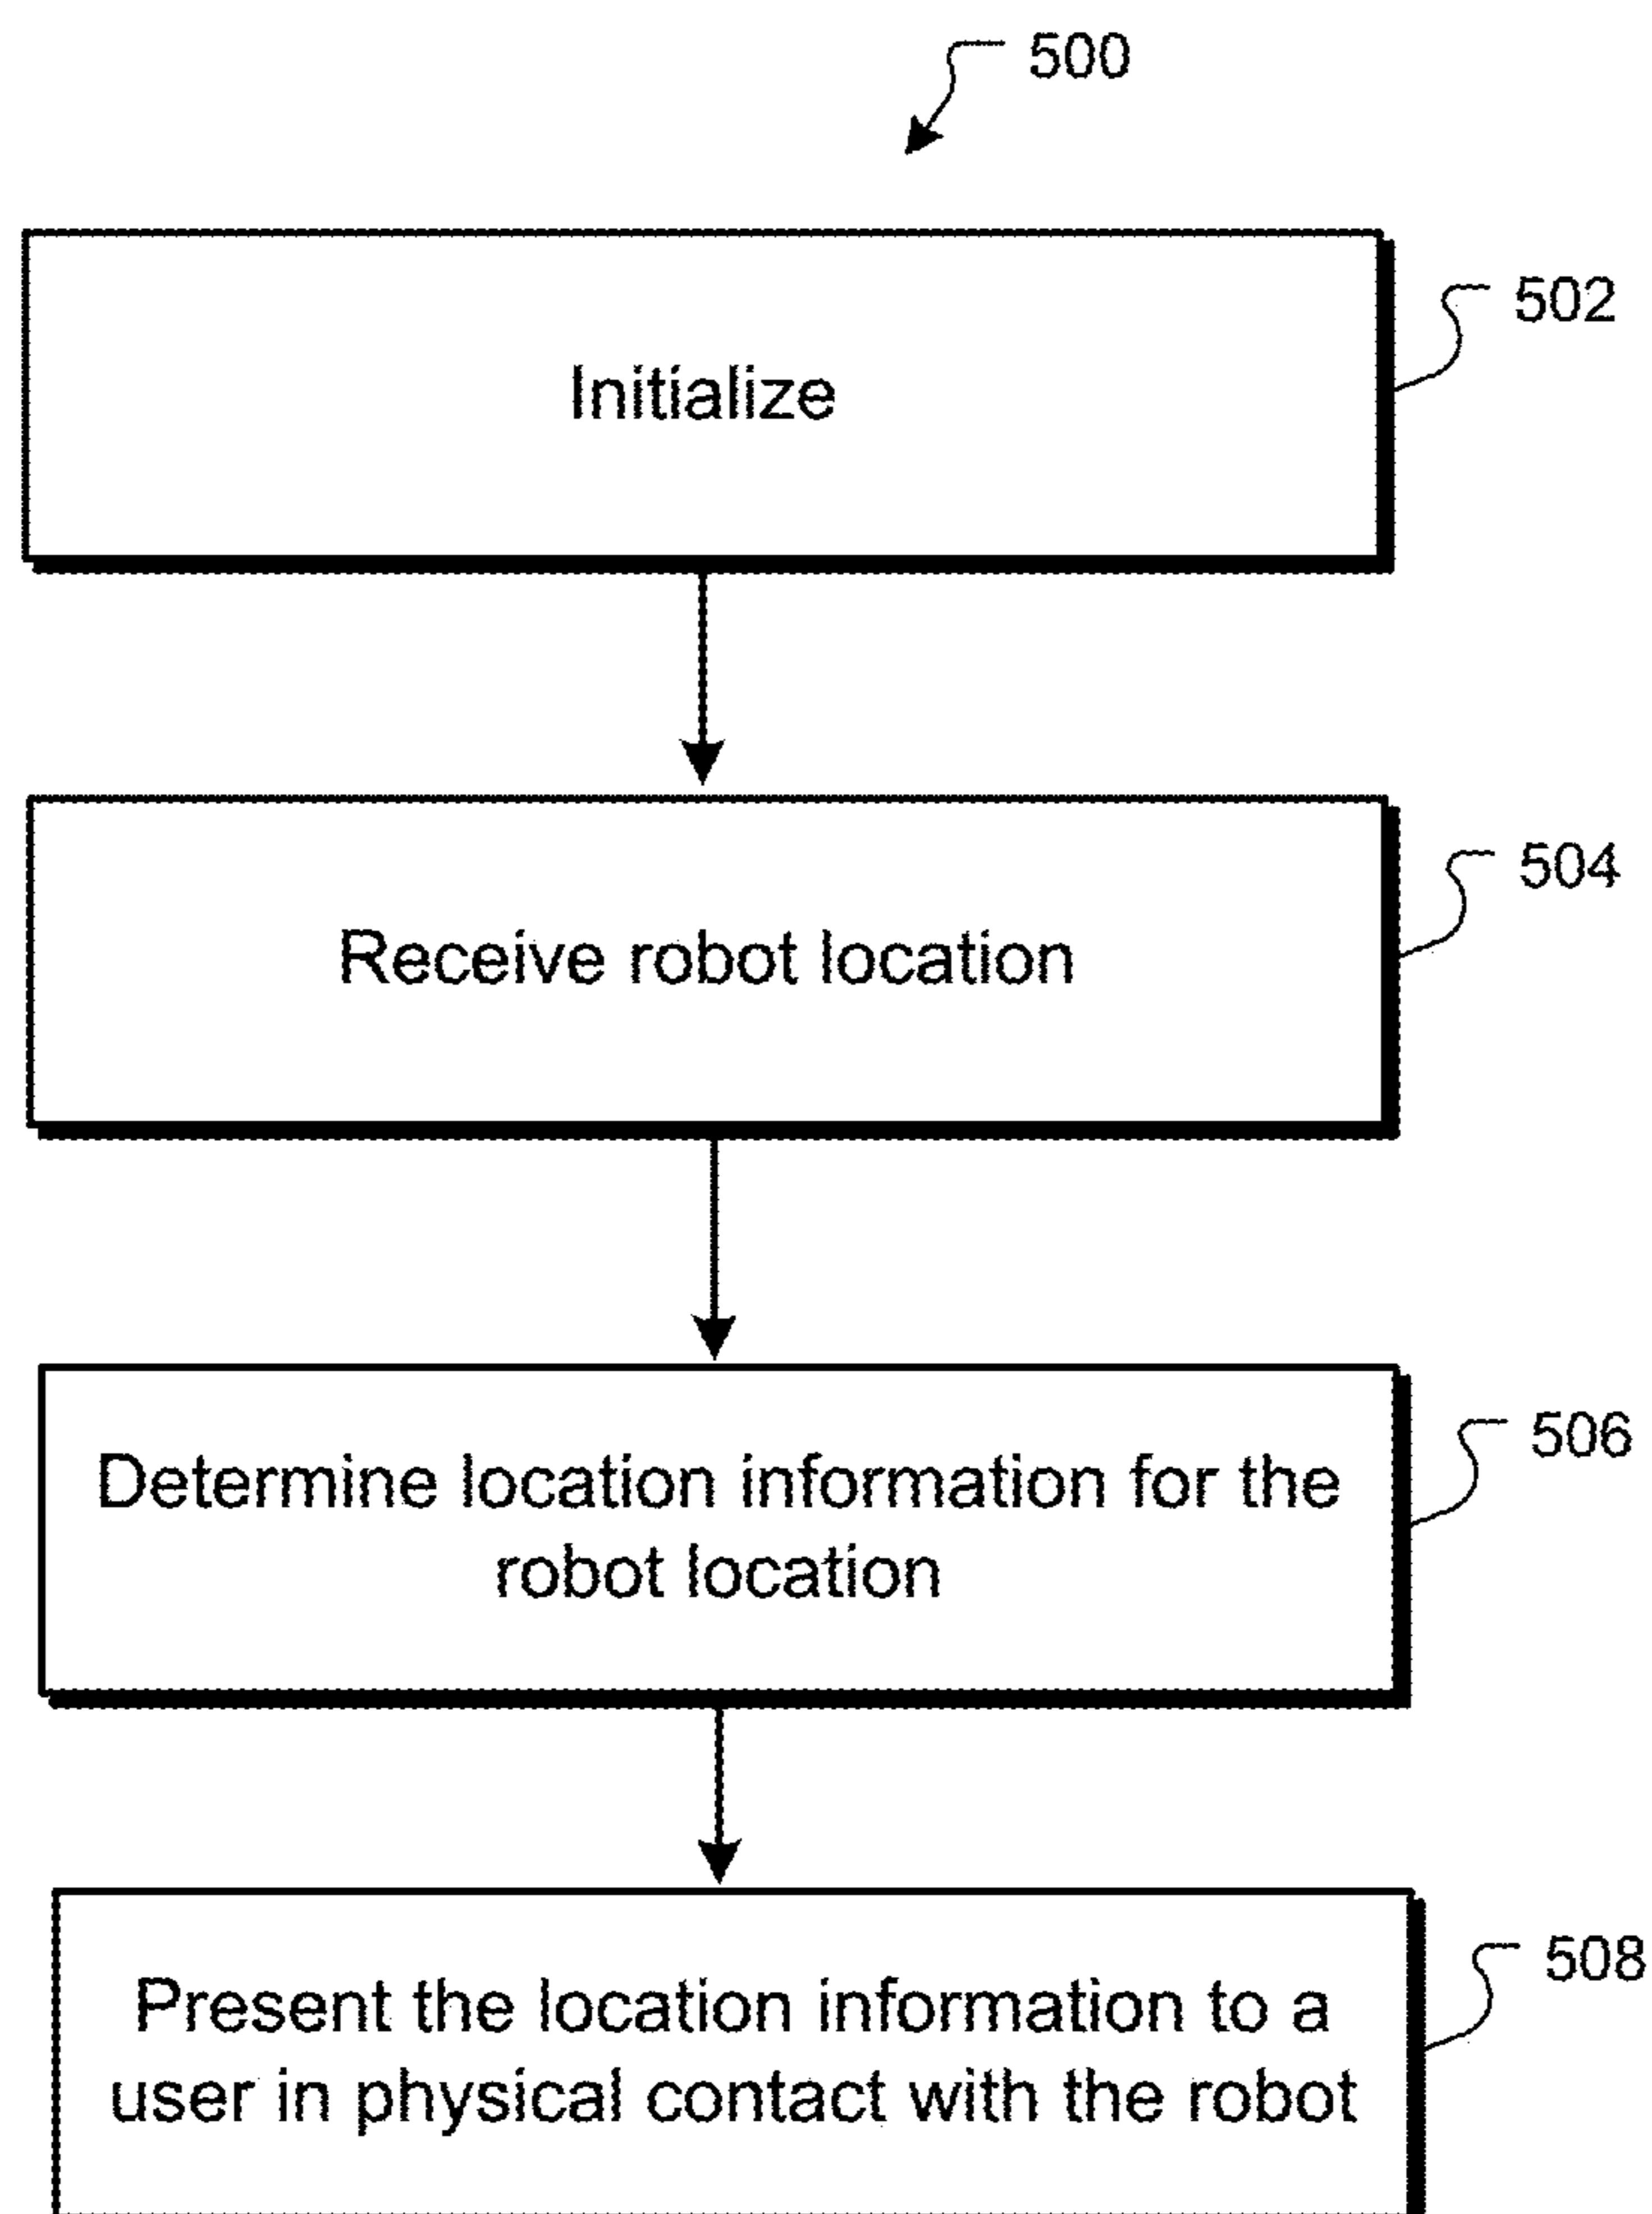 500
Initialize
502
Receive robot location
504
Determine location information for the
robot location
506
Present the location information to a
user in physical contact with the robot
508